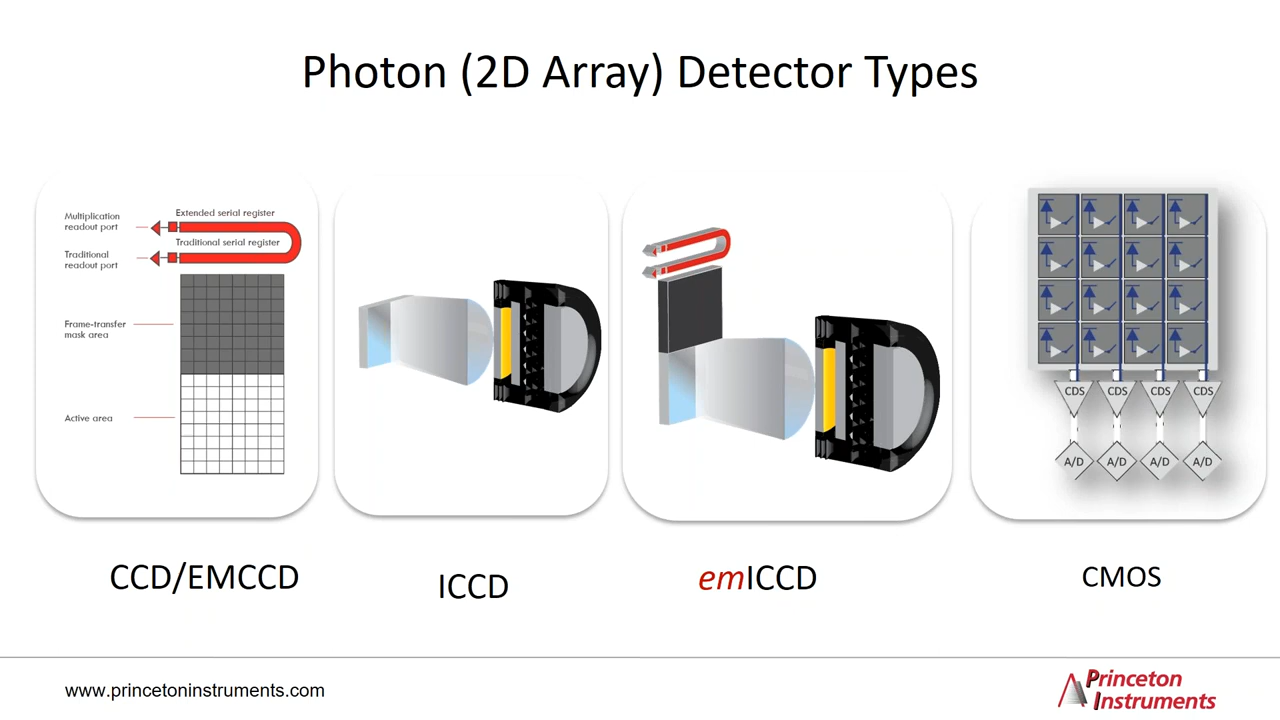 Photon (2D Array) Detector Types
Multiplication
readout port
Extended serial register
Traditional serial register
Traditional
readout port
Frame-transfer
mask area
Active area
CDS CDS CDS CDS
A/D A/D A/D A/D
CCD/EMCCD
ICCD
emICCD
CMOS
www.princetoninstruments.com
Princeton
Instruments